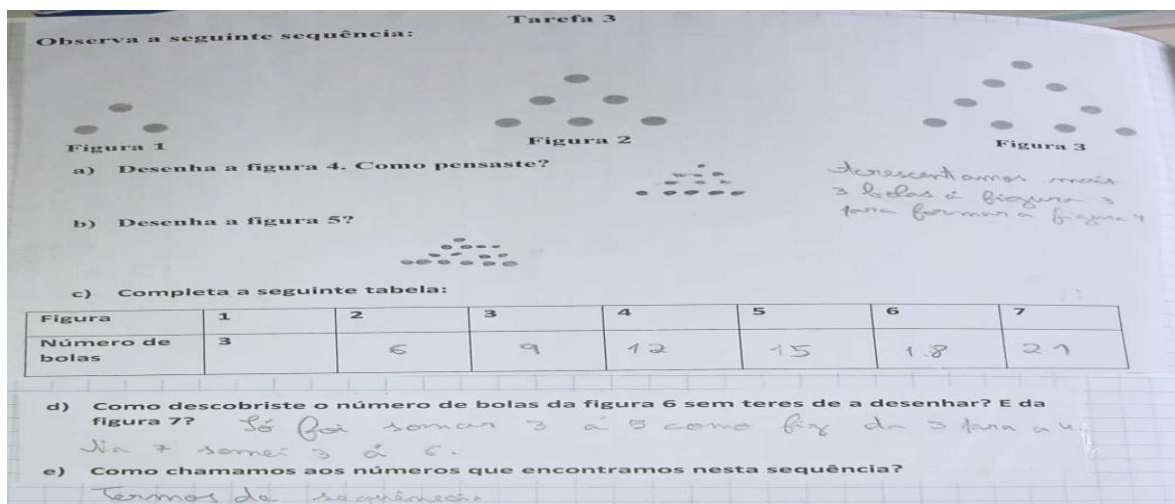 Tarefa 3
Observa a seguinte sequência:
Figura 1
Figura 2
Figura 3
a) Desenha a figura 4. Como pensaste?
Acrescentamos mais
3 bolas á figura 3
para formar a figura 4
b) Desenha a figura 5?
c) Completa a seguinte tabela:
Figura 1 2 3 4 5 6 7
Número de bolas 3 6 9 12 15 18 21
d) Como descobriste o número de bolas da figura 6 sem teres de a desenhar? E da
figura 7? Só foi somar 3 á 5 como fiz da 3 para a 4.
Na 7 somei 3 á 6.
e) Como chamamos aos números que encontramos nesta sequência?
Termos da sequência